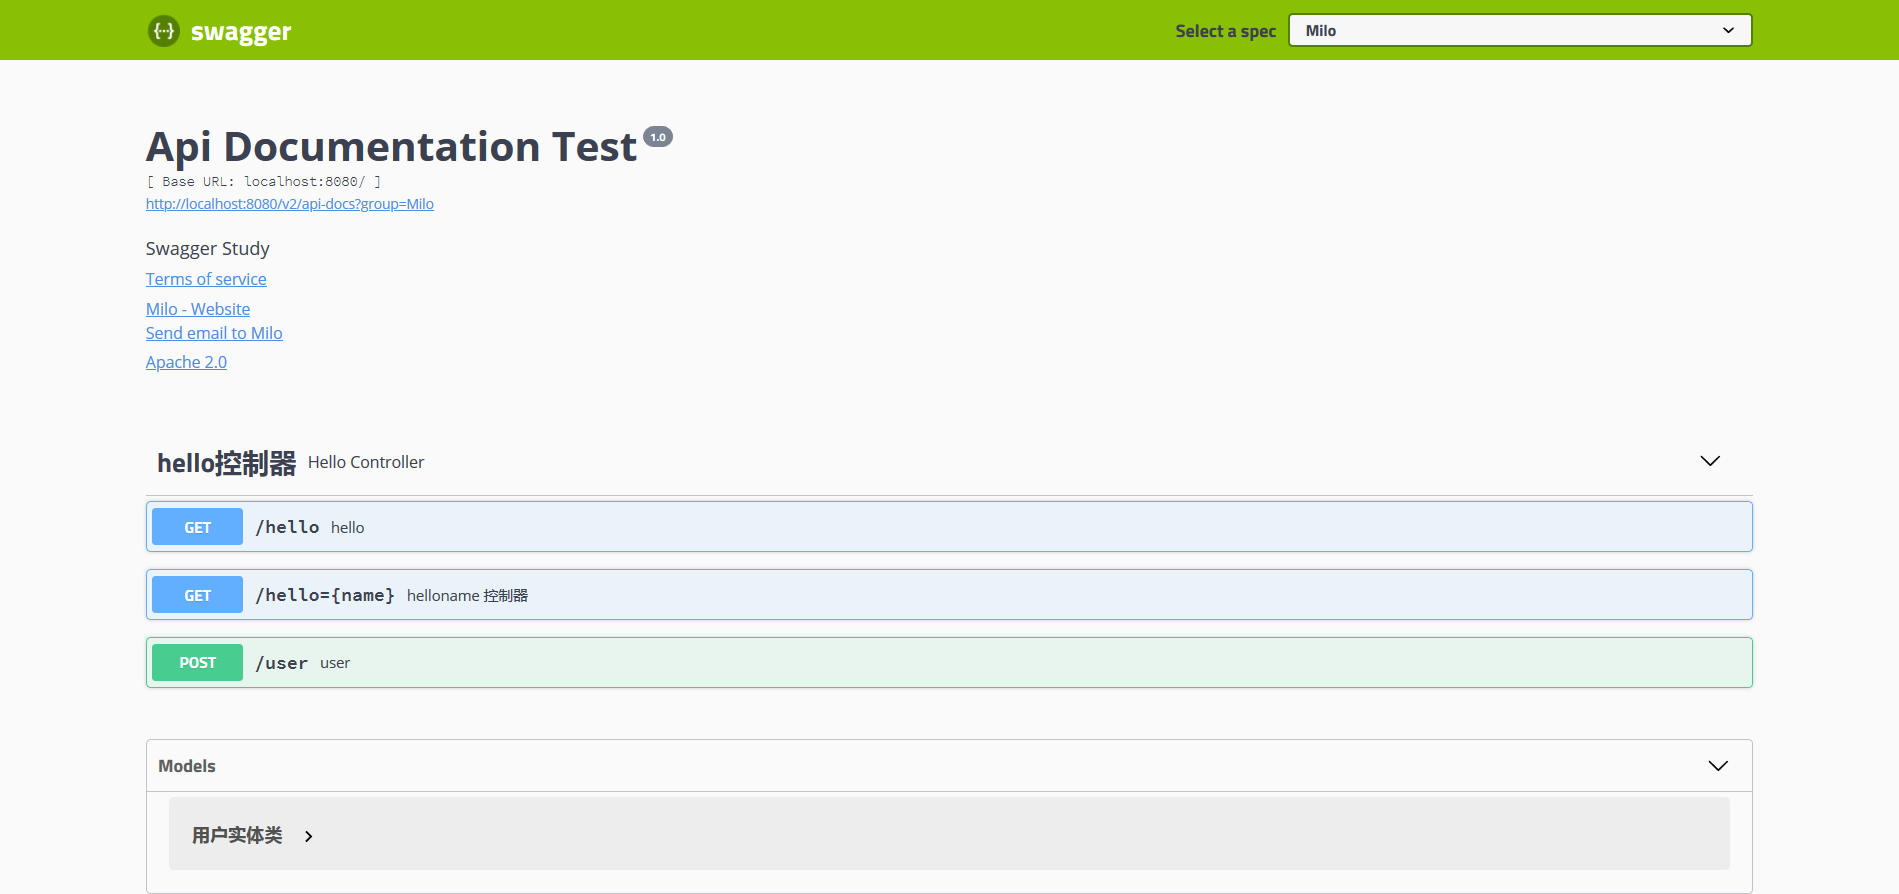 swagger
Select a spec
Milo
Api Documentation Test 1.0
[ Base URL: localhost:8080/ ]
http://localhost:8080/v2/api-docs?group=Milo
Swagger Study
Terms of service
Milo - Website
Send email to Milo
Apache 2.0
hello控制器 Hello Controller
GET /hello hello
GET /hello={name} helloname 控制器
POST /user user
Models
用户实体类